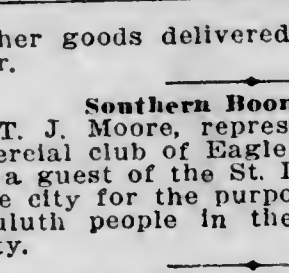 her goods delivered
r.
Southern Boor
T. J. Moore, repres
ercial club of Eagle
a guest of the St. L
e city for the purpo
uluth people in the
ty.